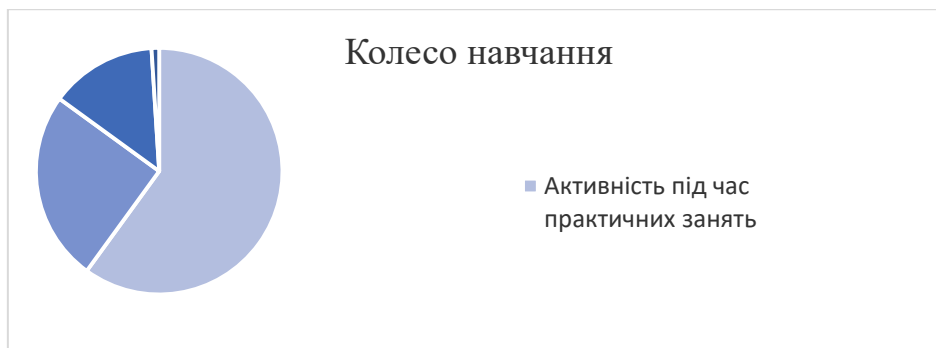 Колесо навчання
Активність під час
практичних занять